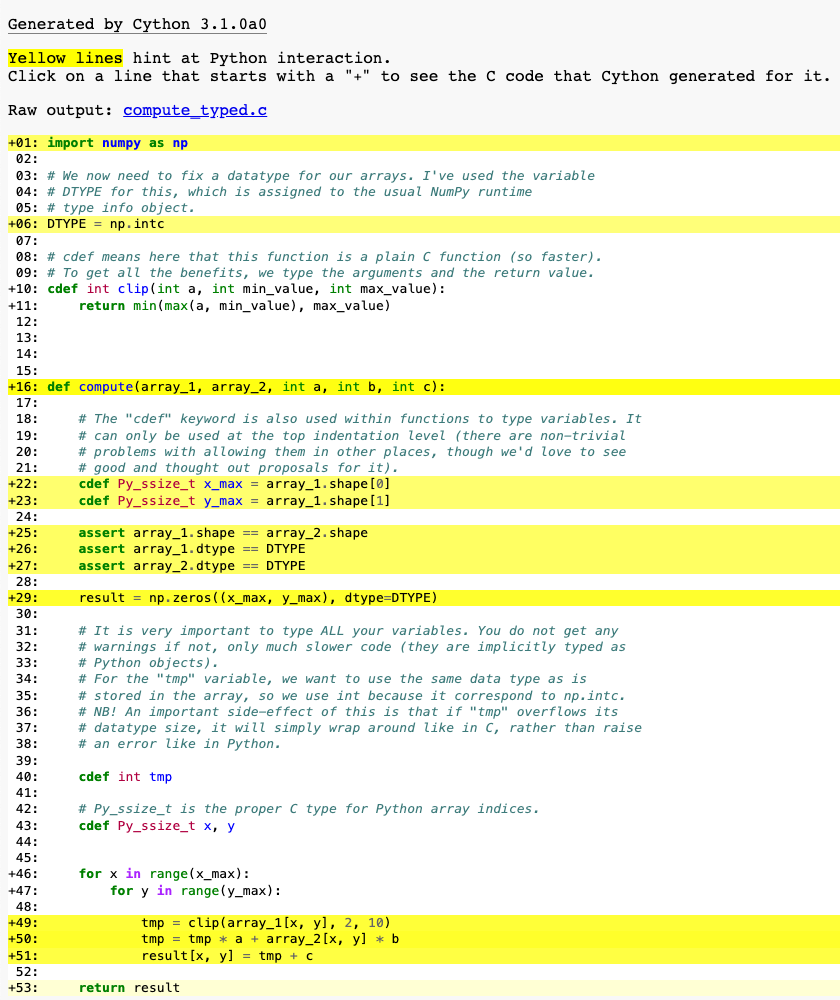 Generated by Cython 3.1.0a0
Yellow lines hint at Python interaction.
Click on a line that starts with a "+" to see the C code that Cython generated for it.
Raw output: compute_typed.c
+01: import numpy as np
 02:
 03: # We now need to fix a datatype for our arrays. I've used the variable
 04: # DTYPE for this, which is assigned to the usual NumPy runtime
 05: # type info object.
+06: DTYPE = np.intc
 07:
 08: # cdef means here that this function is a plain C function (so faster).
 09: # To get all the benefits, we type the arguments and the return value.
+10: cdef int clip(int a, int min_value, int max_value):
+11:     return min(max(a, min_value), max_value)
 12:
 13:
 14:
 15:
+16: def compute(array_1, array_2, int a, int b, int c):
 17:
 18:     # The "cdef" keyword is also used within functions to type variables. It
 19:     # can only be used at the top indentation level (there are non-trivial
 20:     # problems with allowing them in other places, though we'd love to see
 21:     # good and thought out proposals for it).
+22:     cdef Py_ssize_t x_max = array_1.shape[0]
+23:     cdef Py_ssize_t y_max = array_1.shape[1]
 24:
+25:     assert array_1.shape == array_2.shape
+26:     assert array_1.dtype == DTYPE
+27:     assert array_2.dtype == DTYPE
 28:
+29:     result = np.zeros((x_max, y_max), dtype=DTYPE)
 30:
 31:     # It is very important to type ALL your variables. You do not get any
 32:     # warnings if not, only much slower code (they are implicitly typed as
 33:     # Python objects).
 34:     # For the "tmp" variable, we want to use the same data type as is
 35:     # stored in the array, so we use int because it correspond to np.intc.
 36:     # NB! An important side-effect of this is that if "tmp" overflows its
 37:     # datatype size, it will simply wrap around like in C, rather than raise
 38:     # an error like in Python.
 39:
 40:     cdef int tmp
 41:
 42:     # Py_ssize_t is the proper C type for Python array indices.
 43:     cdef Py_ssize_t x, y
 44:
 45:
+46:     for x in range(x_max):
+47:         for y in range(y_max):
 48:
+49:             tmp = clip(array_1[x, y], 2, 10)
+50:             tmp = tmp * a + array_2[x, y] * b
+51:             result[x, y] = tmp + c
 52:
+53:     return result